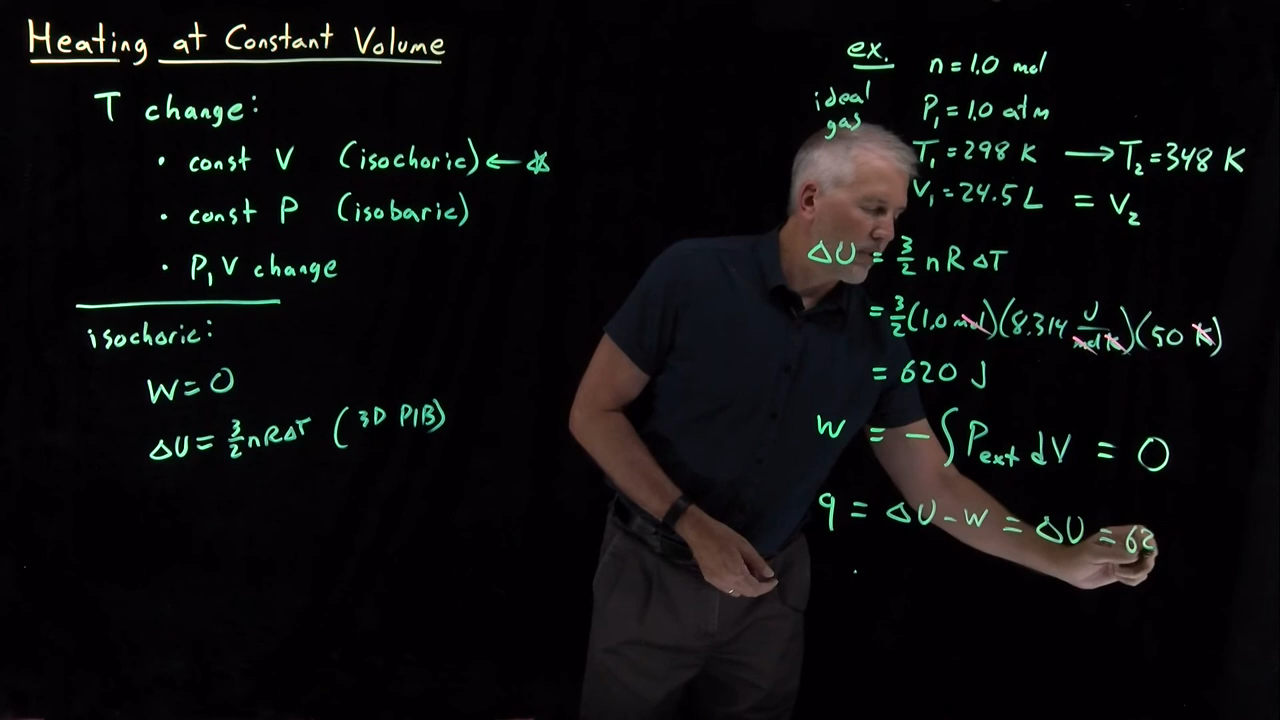 Heating at Constant Volume
T change:
• const V (isochoric) ←☆
• const P (isobaric)
• P, V change
isochoric:
W = 0
ΔU = 3/2 nRΔT (3D PIB)
ex.
ideal
gas
n = 1.0 mol
P₁ = 1.0 atm
T₁ = 298 K → T₂ = 348 K
V₁ = 24.5 L = V₂
ΔU = 3/2 nRΔT
= 3/2 (1.0 mol)(8.314 J/mol K)(50 K)
= 620 J
W = -∫P_ext dV = 0
q = ΔU - W = ΔU = 62